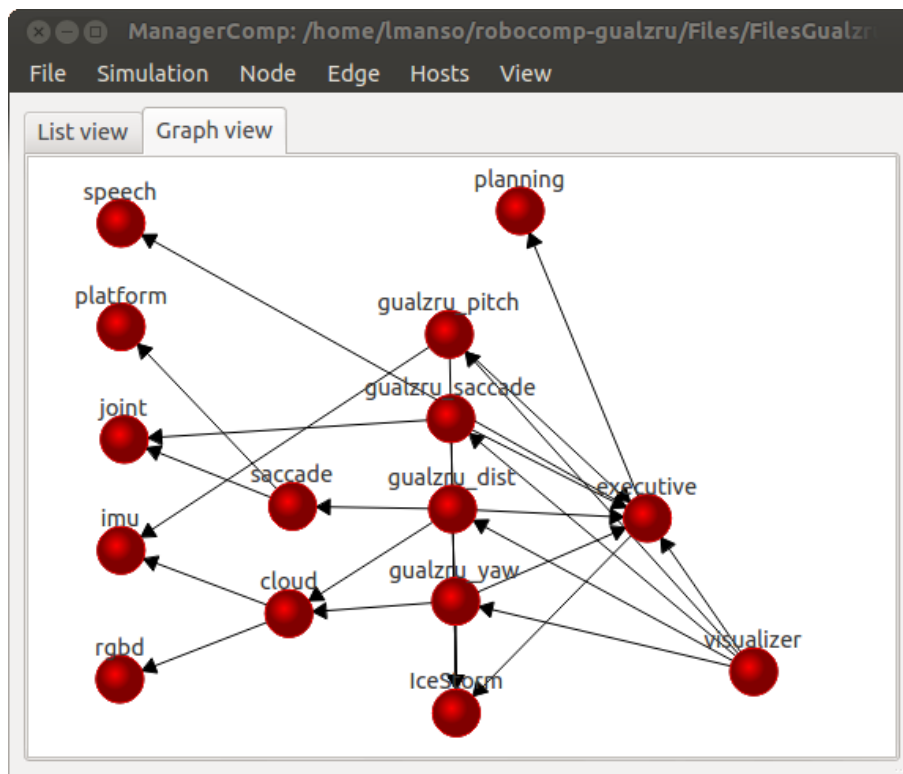 ManagerComp: /home/lmanso/robocomp-gualzru/Files/FilesGualzr
File Simulation Node Edge Hosts View
List view Graph view
planning
speech
platform
gualzru_pitch
joint
gualzru_saccade
saccade
gualzru_dist
executive
imu
cloud
gualzru_yaw
rgbd
IceStorm
visualizer